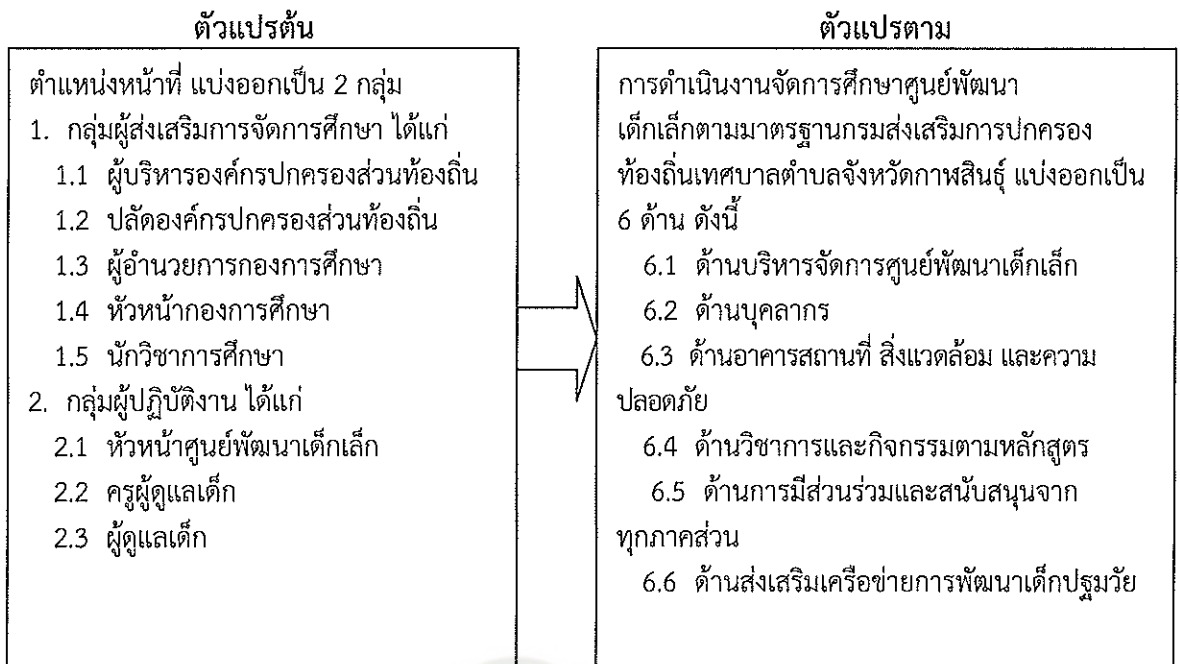 ตัวแปรต้น
ตำแหน่งหน้าที่ แบ่งออกเป็น 2 กลุ่ม
1. กลุ่มผู้ส่งเสริมการจัดการศึกษา ได้แก่
1.1 ผู้บริหารองค์กรปกครองส่วนท้องถิ่น
1.2 ปลัดองค์กรปกครองส่วนท้องถิ่น
1.3 ผู้อำนวยการกองการศึกษา
1.4 หัวหน้ากองการศึกษา
1.5 นักวิชาการศึกษา
2. กลุ่มผู้ปฏิบัติงาน ได้แก่
2.1 หัวหน้าศูนย์พัฒนาเด็กเล็ก
2.2 ครูผู้ดูแลเด็ก
2.3 ผู้ดูแลเด็ก
ตัวแปรตาม
การดำเนินงานจัดการศึกษาศูนย์พัฒนา
เด็กเล็กตามมาตรฐานกรมส่งเสริมการปกครอง
ท้องถิ่นเทศบาลตำบลจังหวัดกาฬสินธุ์ แบ่งออกเป็น
6 ด้าน ดังนี้
6.1 ด้านบริหารจัดการศูนย์พัฒนาเด็กเล็ก
6.2 ด้านบุคลากร
6.3 ด้านอาคารสถานที่ สิ่งแวดล้อม และความ
ปลอดภัย
6.4 ด้านวิชาการและกิจกรรมตามหลักสูตร
6.5 ด้านการมีส่วนร่วมและสนับสนุนจาก
ทุกภาคส่วน
6.6 ด้านส่งเสริมเครือข่ายการพัฒนาเด็กปฐมวัย